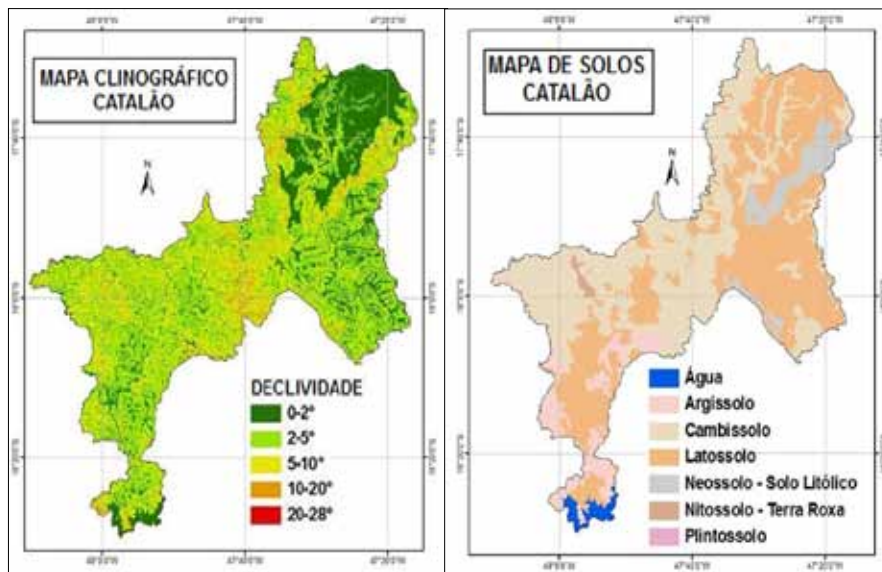 MAPA CLINOGRÁFICO
CATALÃO
N
DECLIVIDADE
0-2°
2-5°
5-10°
10-20°
20-28°
MAPA DE SOLOS
CATALÃO
N
Água
Argissolo
Cambissolo
Latossolo
Neossolo - Solo Litólico
Nitossolo - Terra Roxa
Plintossolo